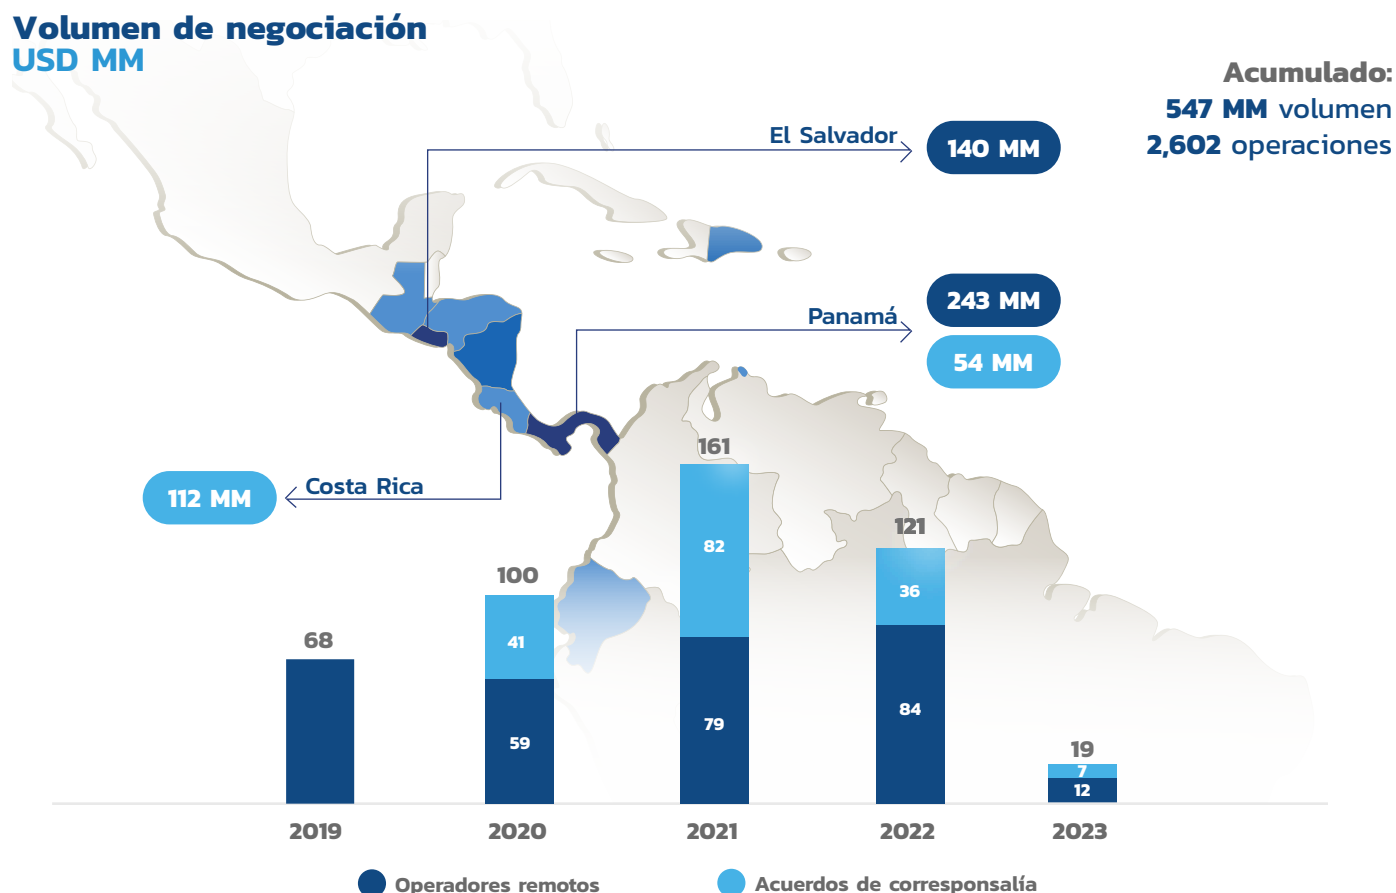 Volumen de negociación
USD MM
Acumulado:
547 MM volumen
2,602 operaciones
El Salvador
140 MM
Panamá
243 MM
54 MM
Costa Rica
112 MM
68
100
41
59
161
82
79
121
36
84
19
7
12
2019
2020
2021
2022
2023
Operadores remotos
Acuerdos de corresponsalía